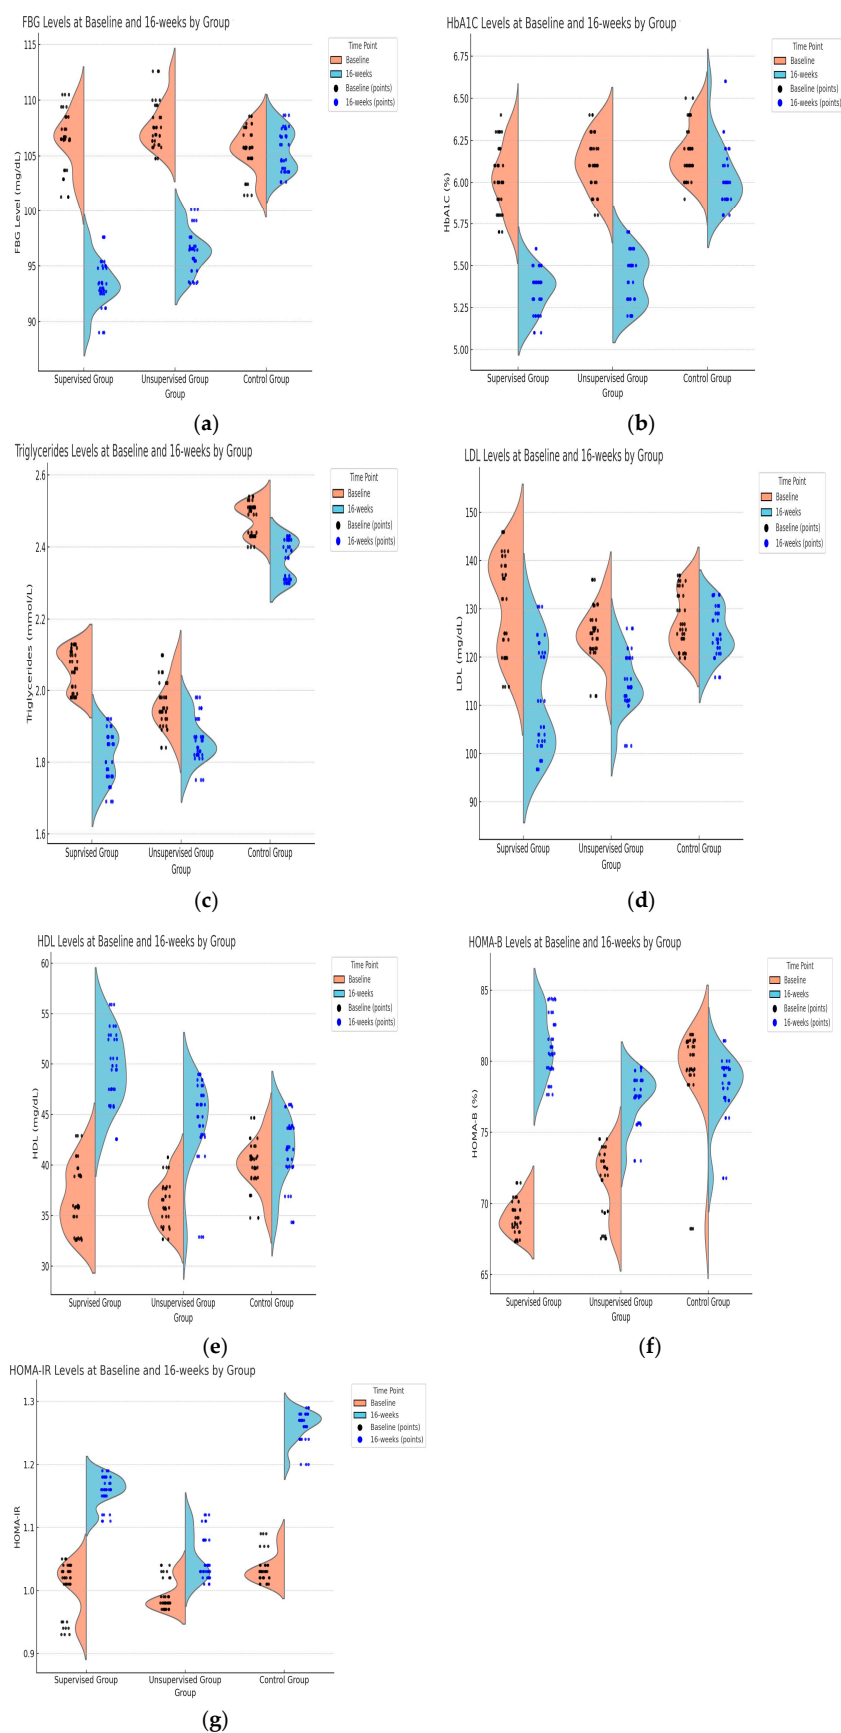 FBG Levels at Baseline and 16-weeks by Group
Time Point
Baseline
16-weeks
Baseline (points)
16-weeks (points)
FBG Level (mg/dL)
115
110
105
100
95
90
Supervised Group
Unsupervised Group
Control Group
Group
(a)
HbA1C Levels at Baseline and 16-weeks by Group
Time Point
Baseline
16-weeks
Baseline (points)
16-weeks (points)
HbA1C (%)
6.75
6.50
6.25
6.00
5.75
5.50
5.25
5.00
Supervised Group
Unsupervised Group
Control Group
Group
(b)
Triglycerides Levels at Baseline and 16-weeks by Group
Time Point
Baseline
16-weeks
Baseline (points)
16-weeks (points)
Triglycerides (mmol/L)
2.6
2.4
2.2
2.0
1.8
1.6
Suprvised Group
Unsupervised Group
Control Group
Group
(c)
LDL Levels at Baseline and 16-weeks by Group
Time Point
Baseline
16-weeks
Baseline (points)
16-weeks (points)
LDL (mg/dL)
150
140
130
120
110
100
90
Suprvised Group
Unsupervised Group
Control Group
Group
(d)
HDL Levels at Baseline and 16-weeks by Group
Time Point
Baseline
16-weeks
Baseline (points)
16-weeks (points)
HDL (mg/dL)
60
55
50
45
40
35
30
Suprvised Group
Unsupervised Group
Control Group
Group
(e)
HOMA-B Levels at Baseline and 16-weeks by Group
Time Point
Baseline
16-weeks
Baseline (points)
16-weeks (points)
HOMA-B (%)
85
80
75
70
65
Supervised Group
Unsupervised Group
Control Group
Group
(f)
HOMA-IR Levels at Baseline and 16-weeks by Group
Time Point
Baseline
16-weeks
Baseline (points)
16-weeks (points)
HOMA-IR
1.3
1.2
1.1
1.0
0.9
Supervised Group
Unsupervised Group
Control Group
Group
(g)